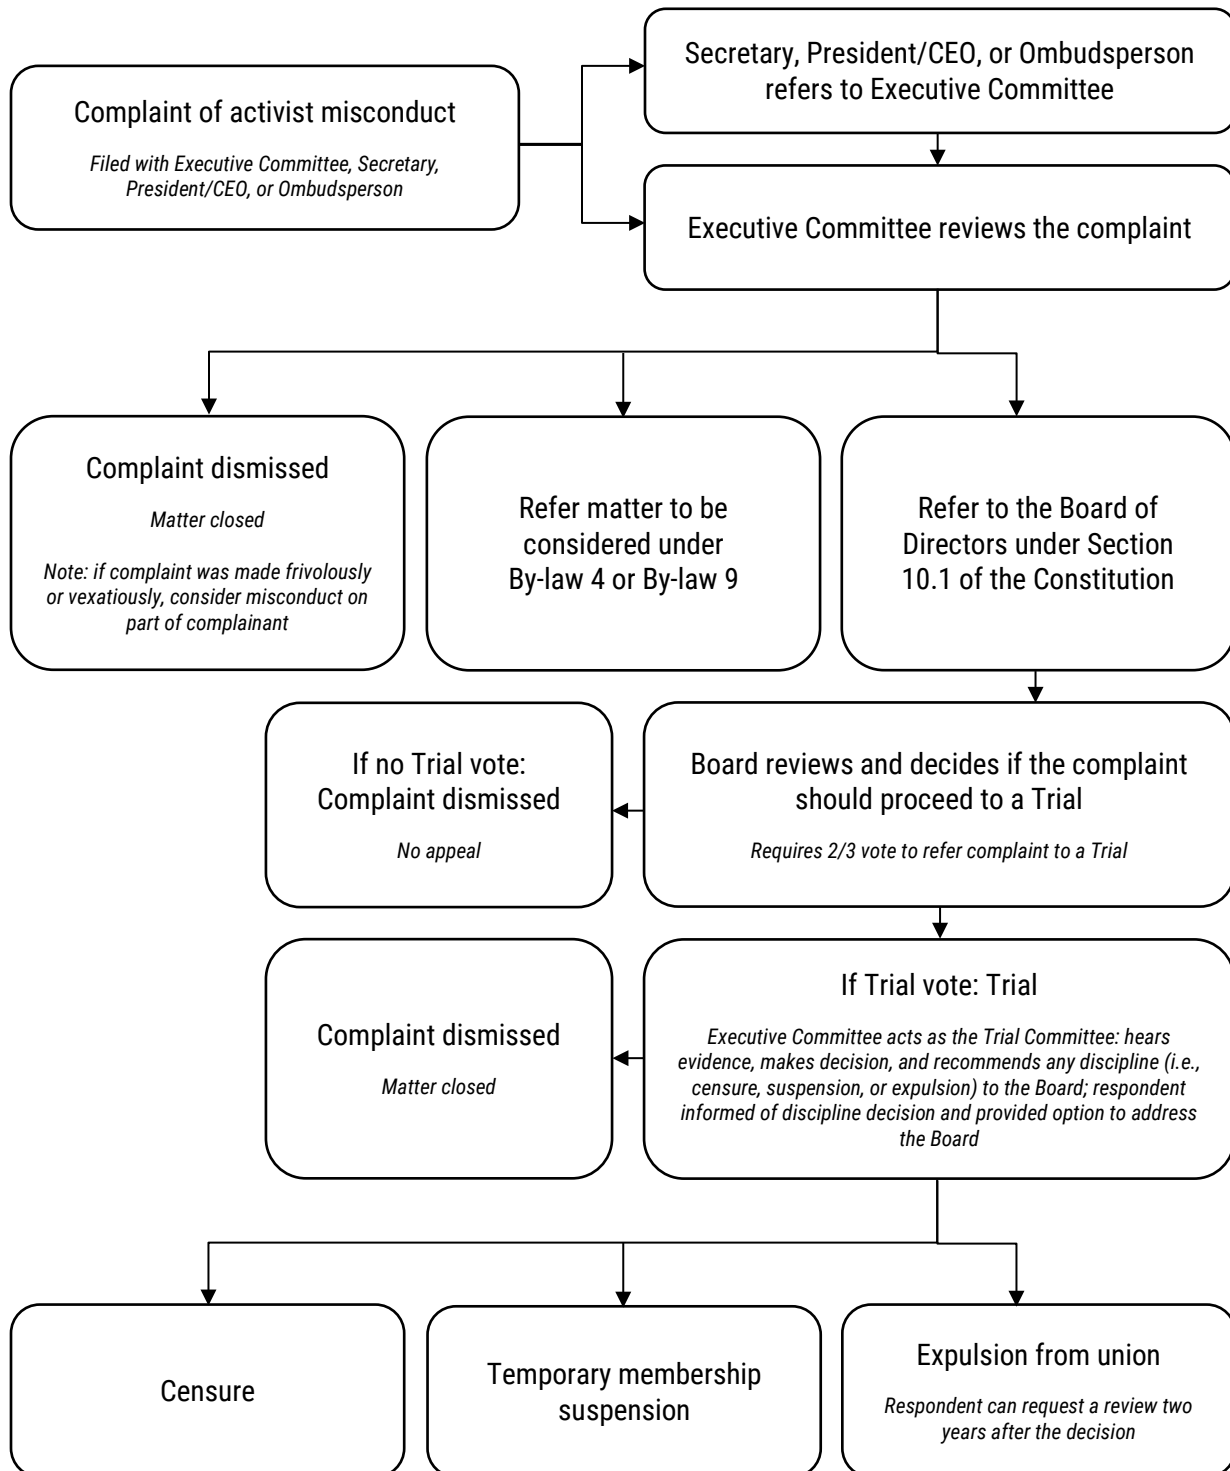 Secretary, President/CEO, or Ombudsperson
refers to Executive Committee
Complaint of activist misconduct
Filed with Executive Committee, Secretary,
President/CEO, or Ombudsperson
Executive Committee reviews the complaint
Complaint dismissed
Matter closed
Note: if complaint was made frivolously
or vexatiously, consider misconduct on
part of complainant
Refer matter to be
considered under
By-law 4 or By-law 9
Refer to the Board of
Directors under Section
10.1 of the Constitution
If no Trial vote:
Complaint dismissed
No appeal
Board reviews and decides if the complaint
should proceed to a Trial
Requires 2/3 vote to refer complaint to a Trial
Complaint dismissed
Matter closed
If Trial vote: Trial
Executive Committee acts as the Trial Committee: hears
evidence, makes decision, and recommends any discipline (i.e.,
censure, suspension, or expulsion) to the Board; respondent
informed of discipline decision and provided option to address
the Board
Censure
Temporary membership
suspension
Expulsion from union
Respondent can request a review two
years after the decision